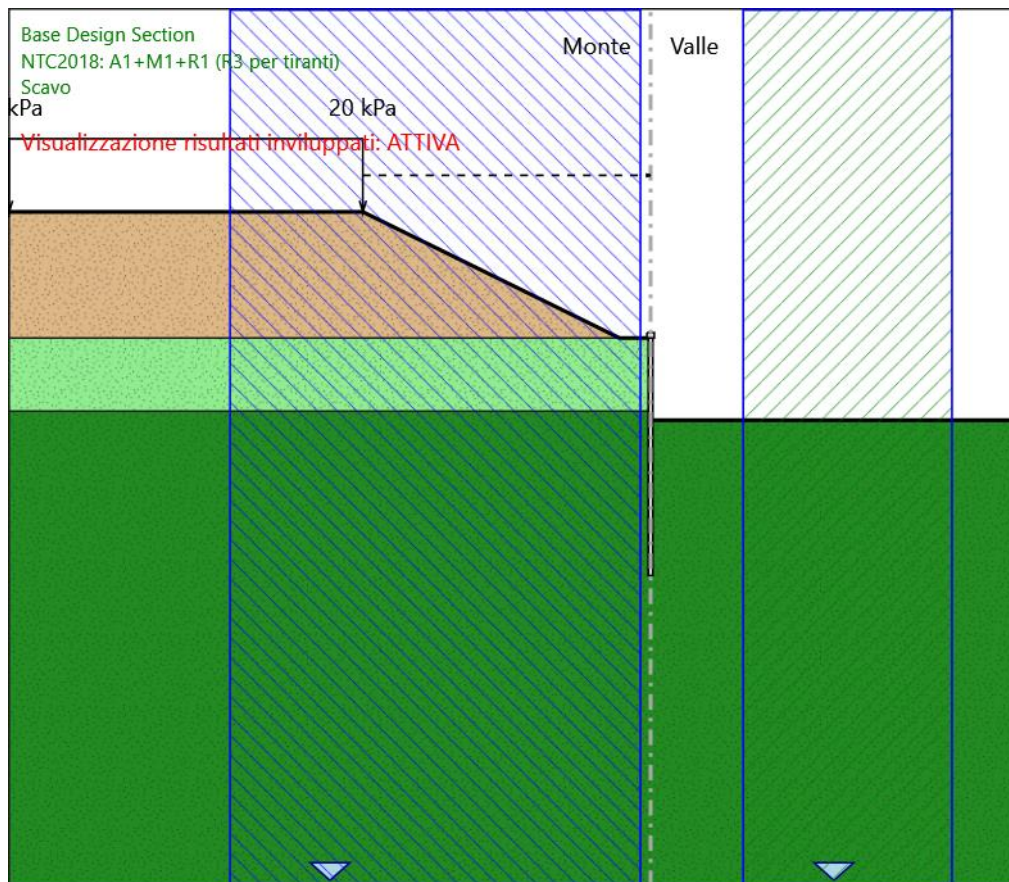 Base Design Section
NTC2018: A1+M1+R1 (R3 per tiranti)
Scavo
Monte
Valle
kPa
20 kPa
Visualizzazione risultati inviluppati: ATTIVA